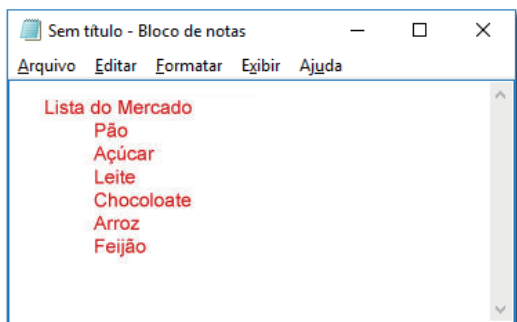 Sem título - Bloco de notas
Arquivo Editar Formatar Exibir Ajuda
Lista do Mercado
Pão
Açúcar
Leite
Chocoloate
Arroz
Feijão